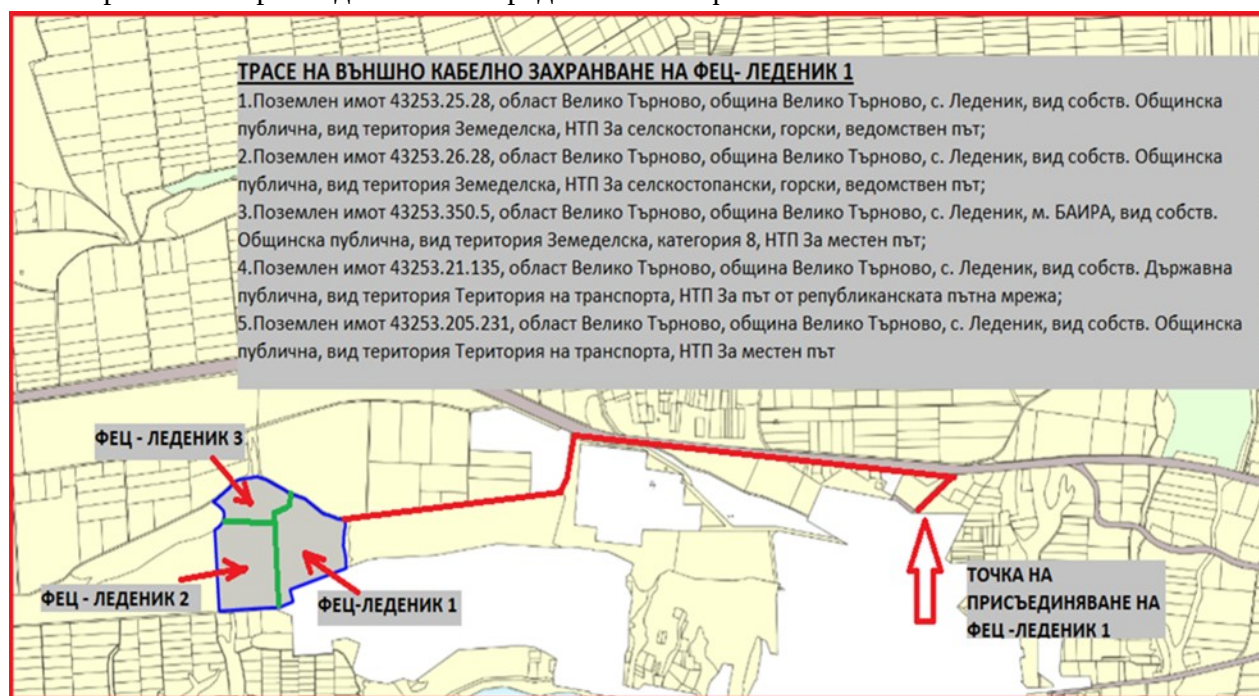 ТРАСЕ НА ВЪНШНО КАБЕЛНО ЗАХРАНВАНЕ НА ФЕЦ- ЛЕДЕНИК 1
1.Поземлен имот 43253.25.28, област Велико Търново, община Велико Търново, с. Леденик, вид собств. Общинска
публична, вид територия Земеделска, НТП За селскостопански, горски, ведомствен път;
2.Поземлен имот 43253.26.28, област Велико Търново, община Велико Търново, с. Леденик, вид собств. Общинска
публична, вид територия Земеделска, НТП За селскостопански, горски, ведомствен път;
3.Поземлен имот 43253.350.5, област Велико Търново, община Велико Търново, с. Леденик, м. БАИРА, вид собств.
Общинска публична, вид територия Земеделска, категория 8, НТП За местен път;
4.Поземлен имот 43253.21.135, област Велико Търново, община Велико Търново, с. Леденик, вид собств. Държавна
публична, вид територия Територия на транспорта, НТП За път от републиканската пътна мрежа;
5.Поземлен имот 43253.205.231, област Велико Търново, община Велико Търново, с. Леденик, вид собств. Общинска
публична, вид територия Територия на транспорта, НТП За местен път
ФЕЦ - ЛЕДЕНИК 3
ФЕЦ - ЛЕДЕНИК 2
ФЕЦ-ЛЕДЕНИК 1
ТОЧКА НА
ПРИСЪЕДИНЯВАНЕ НА
ФЕЦ -ЛЕДЕНИК 1